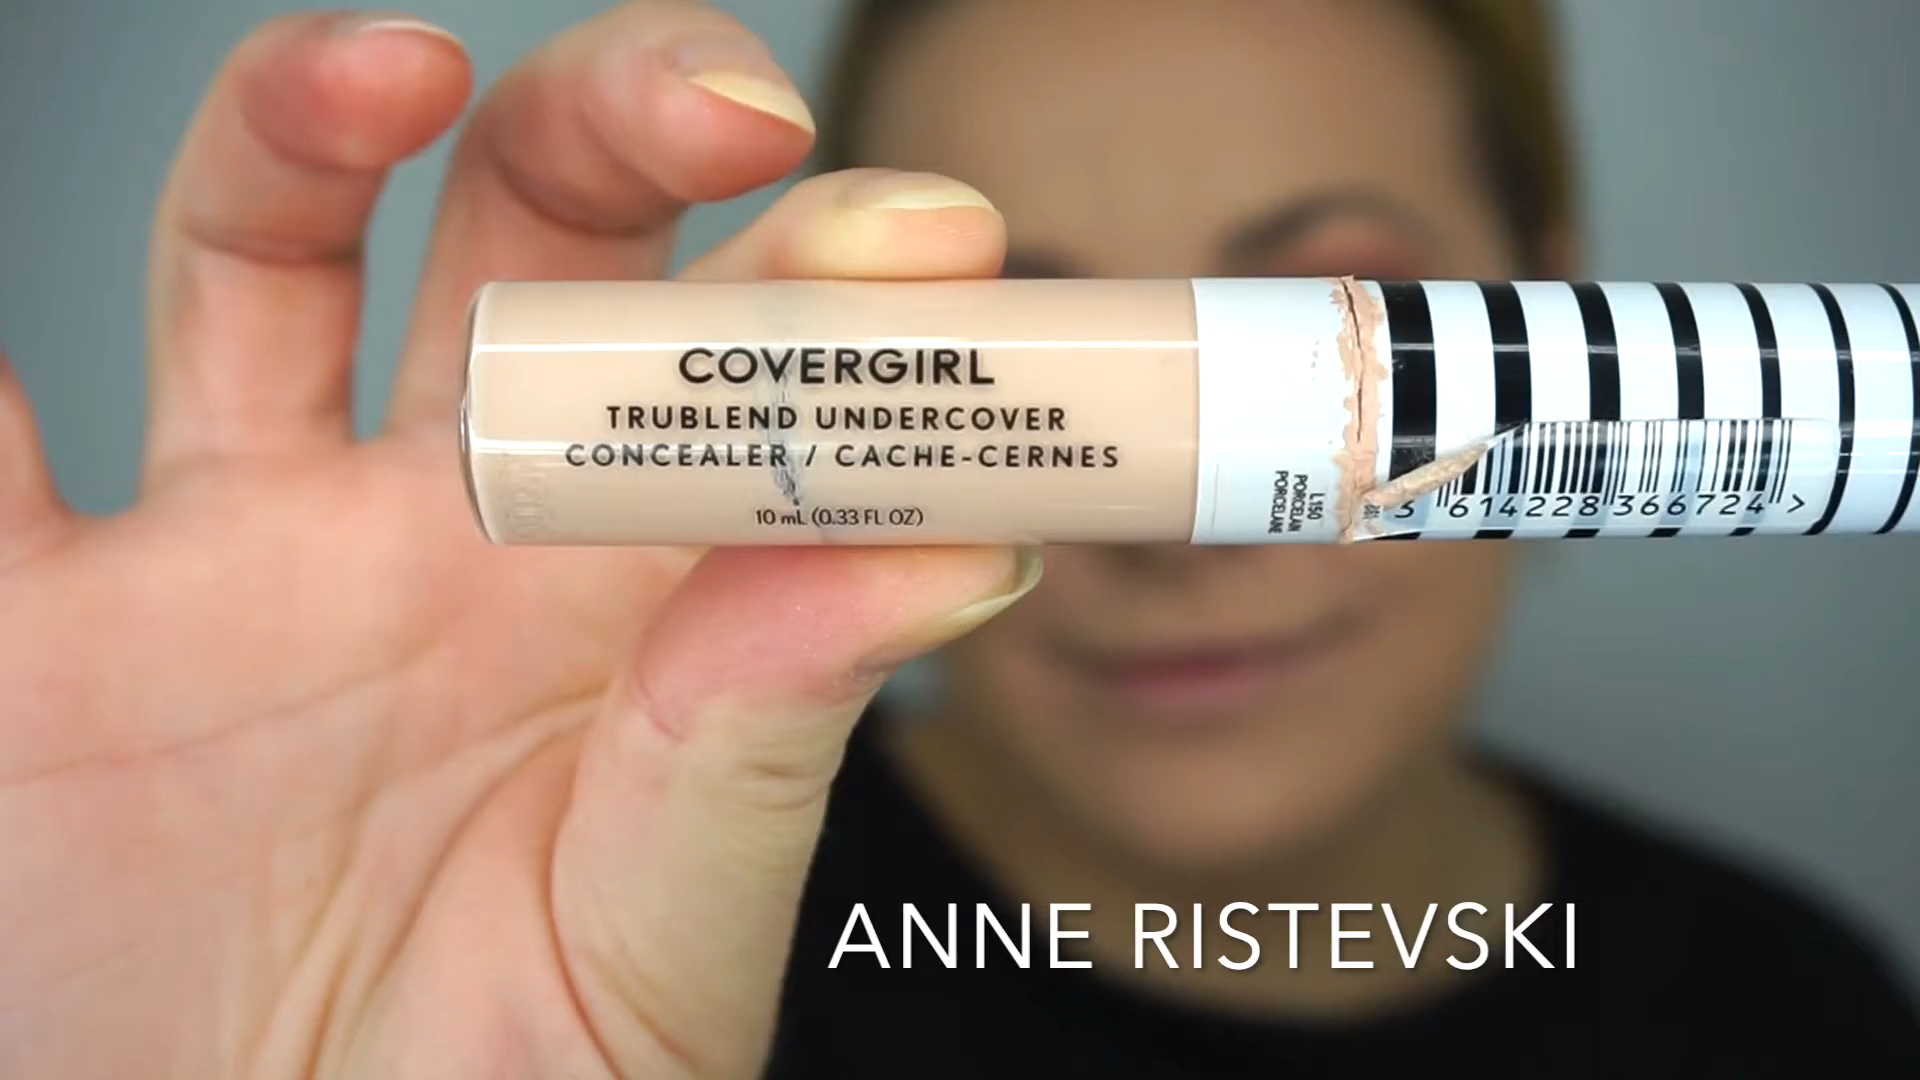 COVERGIRL
TRUBLEND UNDERCOVER
CONCEALER / CACHE-CERNES
10 mL (0.33 FL OZ)
L150
PORCELAIN
PORCELAINE
3 614228 366724 >
ANNE RISTEVSKI